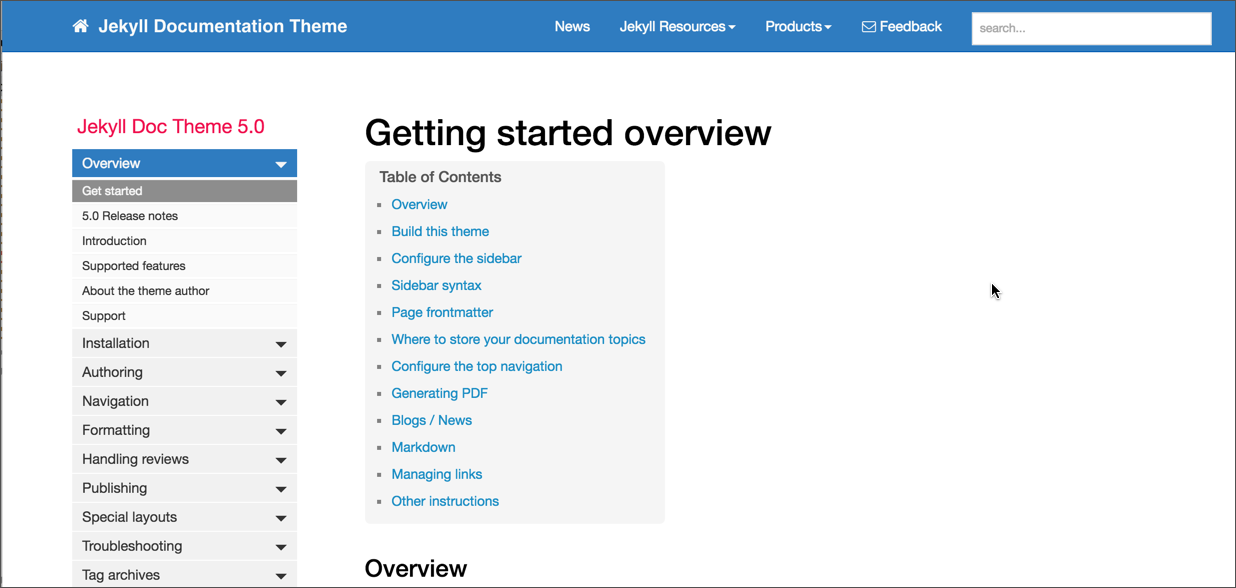 Jekyll Documentation Theme
News
Jekyll Resources
Products
Feedback
search...
Jekyll Doc Theme 5.0
Overview
Get started
5.0 Release notes
Introduction
Supported features
About the theme author
Support
Installation
Authoring
Navigation
Formatting
Handling reviews
Publishing
Special layouts
Troubleshooting
Tag archives
Getting started overview
Table of Contents
Overview
Build this theme
Configure the sidebar
Sidebar syntax
Page frontmatter
Where to store your documentation topics
Configure the top navigation
Generating PDF
Blogs / News
Markdown
Managing links
Other instructions
Overview